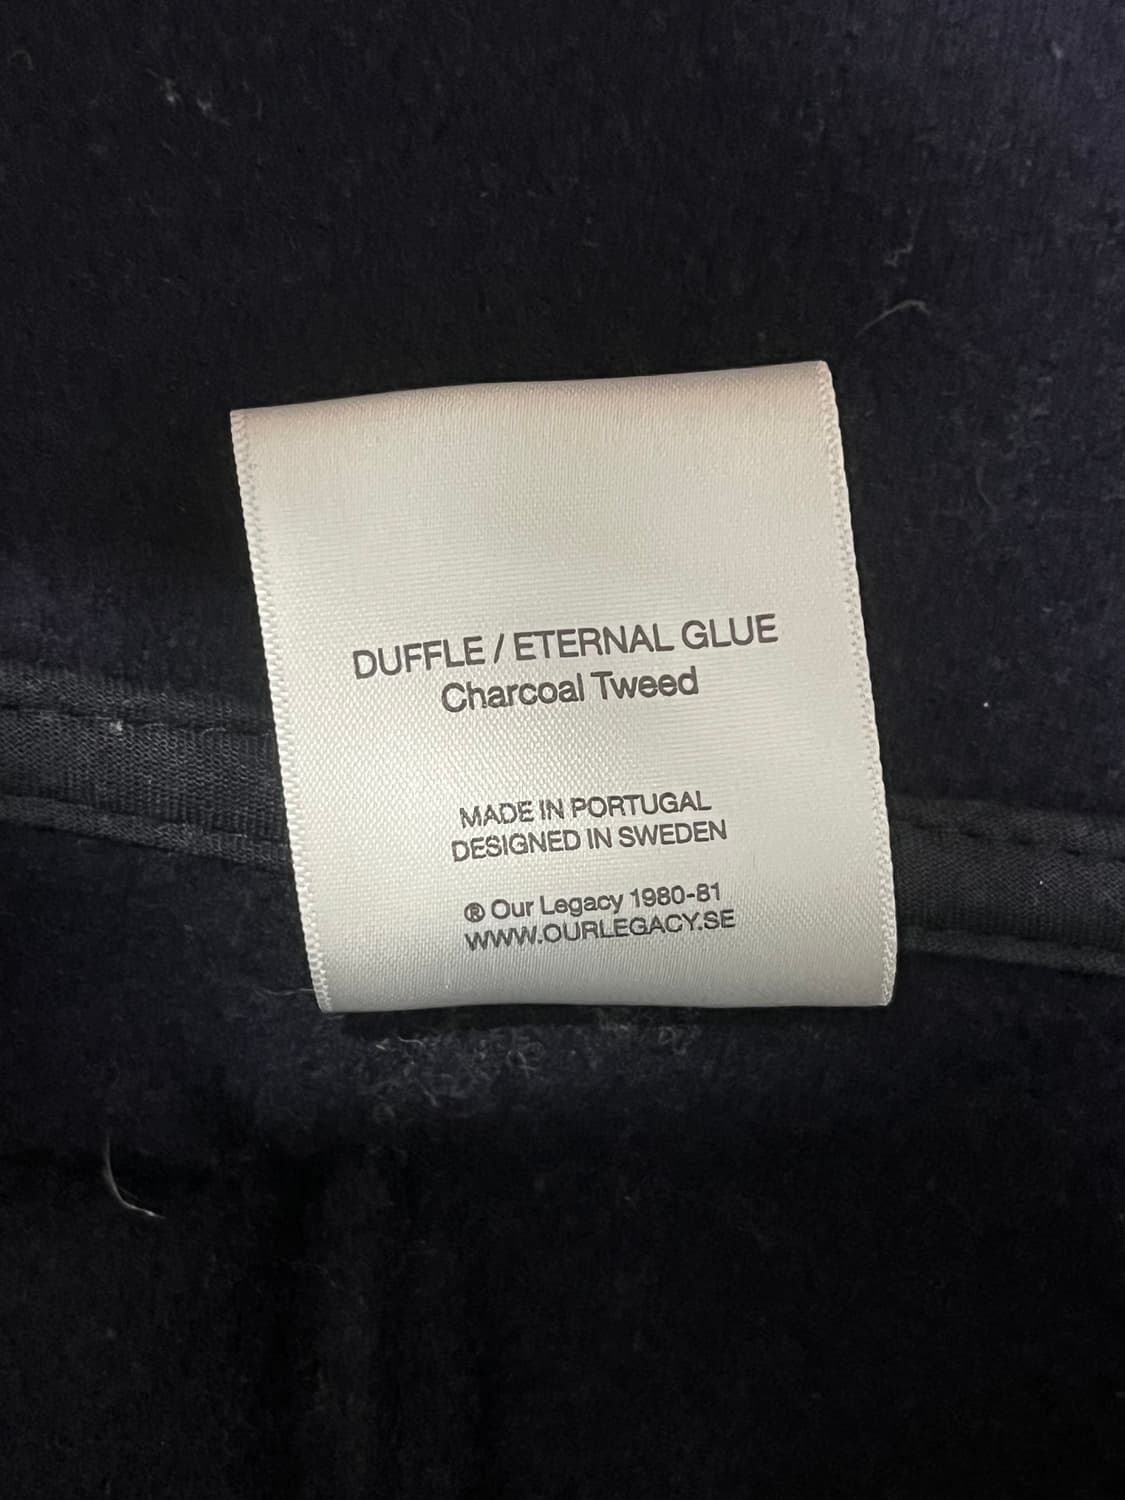 DUFFLE / ETERNAL GLUE
Charcoal Tweed
MADE IN PORTUGAL
DESIGNED IN SWEDEN
® Our Legacy 1980-81
WWW.OURLEGACY.SE